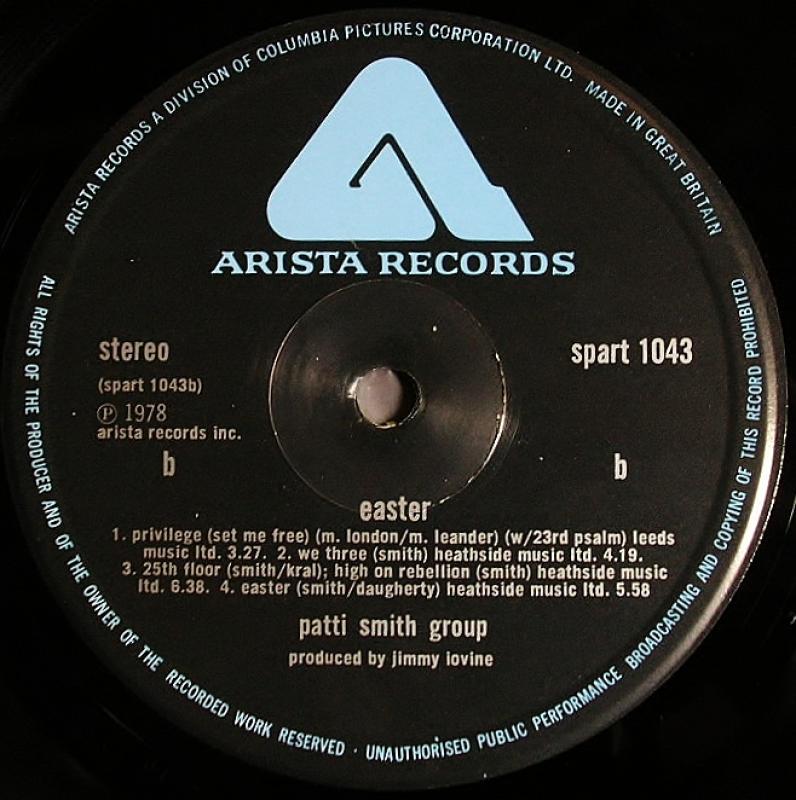 ARISTA RECORDS A DIVISION OF COLUMBIA PICTURES CORPORATION LTD. MADE IN GREAT BRITAIN
ARISTA RECORDS
stereo
spart 1043
(spart 1043b)
Ⓟ 1978
arista records inc.
b
b
easter
1. privilege (set me free) (m. london/m. leander) (w/23rd psalm) leeds
music ltd. 3.27. 2. we three (smith) heathside music ltd. 4.19.
3. 25th floor (smith/kral); high on rebellion (smith) heathside music
ltd. 6.38. 4. easter (smith/daugherty) heathside music ltd. 5.58
patti smith group
produced by jimmy iovine
ALL RIGHTS OF THE PRODUCER AND OF THE OWNER OF THE RECORDED WORK RESERVED · UNAUTHORISED PUBLIC PERFORMANCE BROADCASTING AND COPYING OF THIS RECORD PROHIBITED